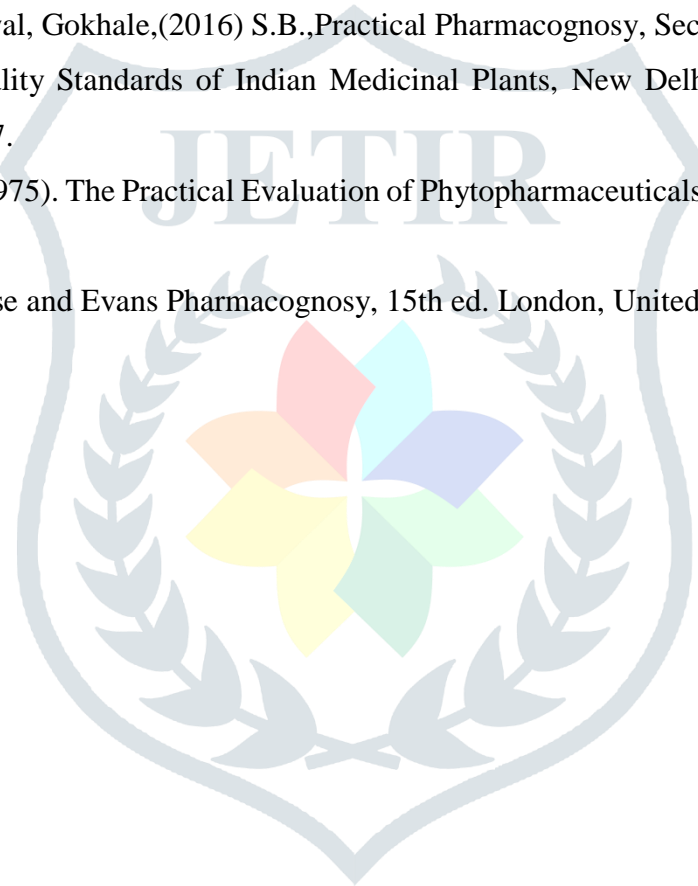 val, Gokhale,(2016) S.B.,Practical Pharmacognosy, Sec
lity Standards of Indian Medicinal Plants, New Delh
7.
JETIR
975). The Practical Evaluation of Phytopharmaceuticals
se and Evans Pharmacognosy, 15th ed. London, United